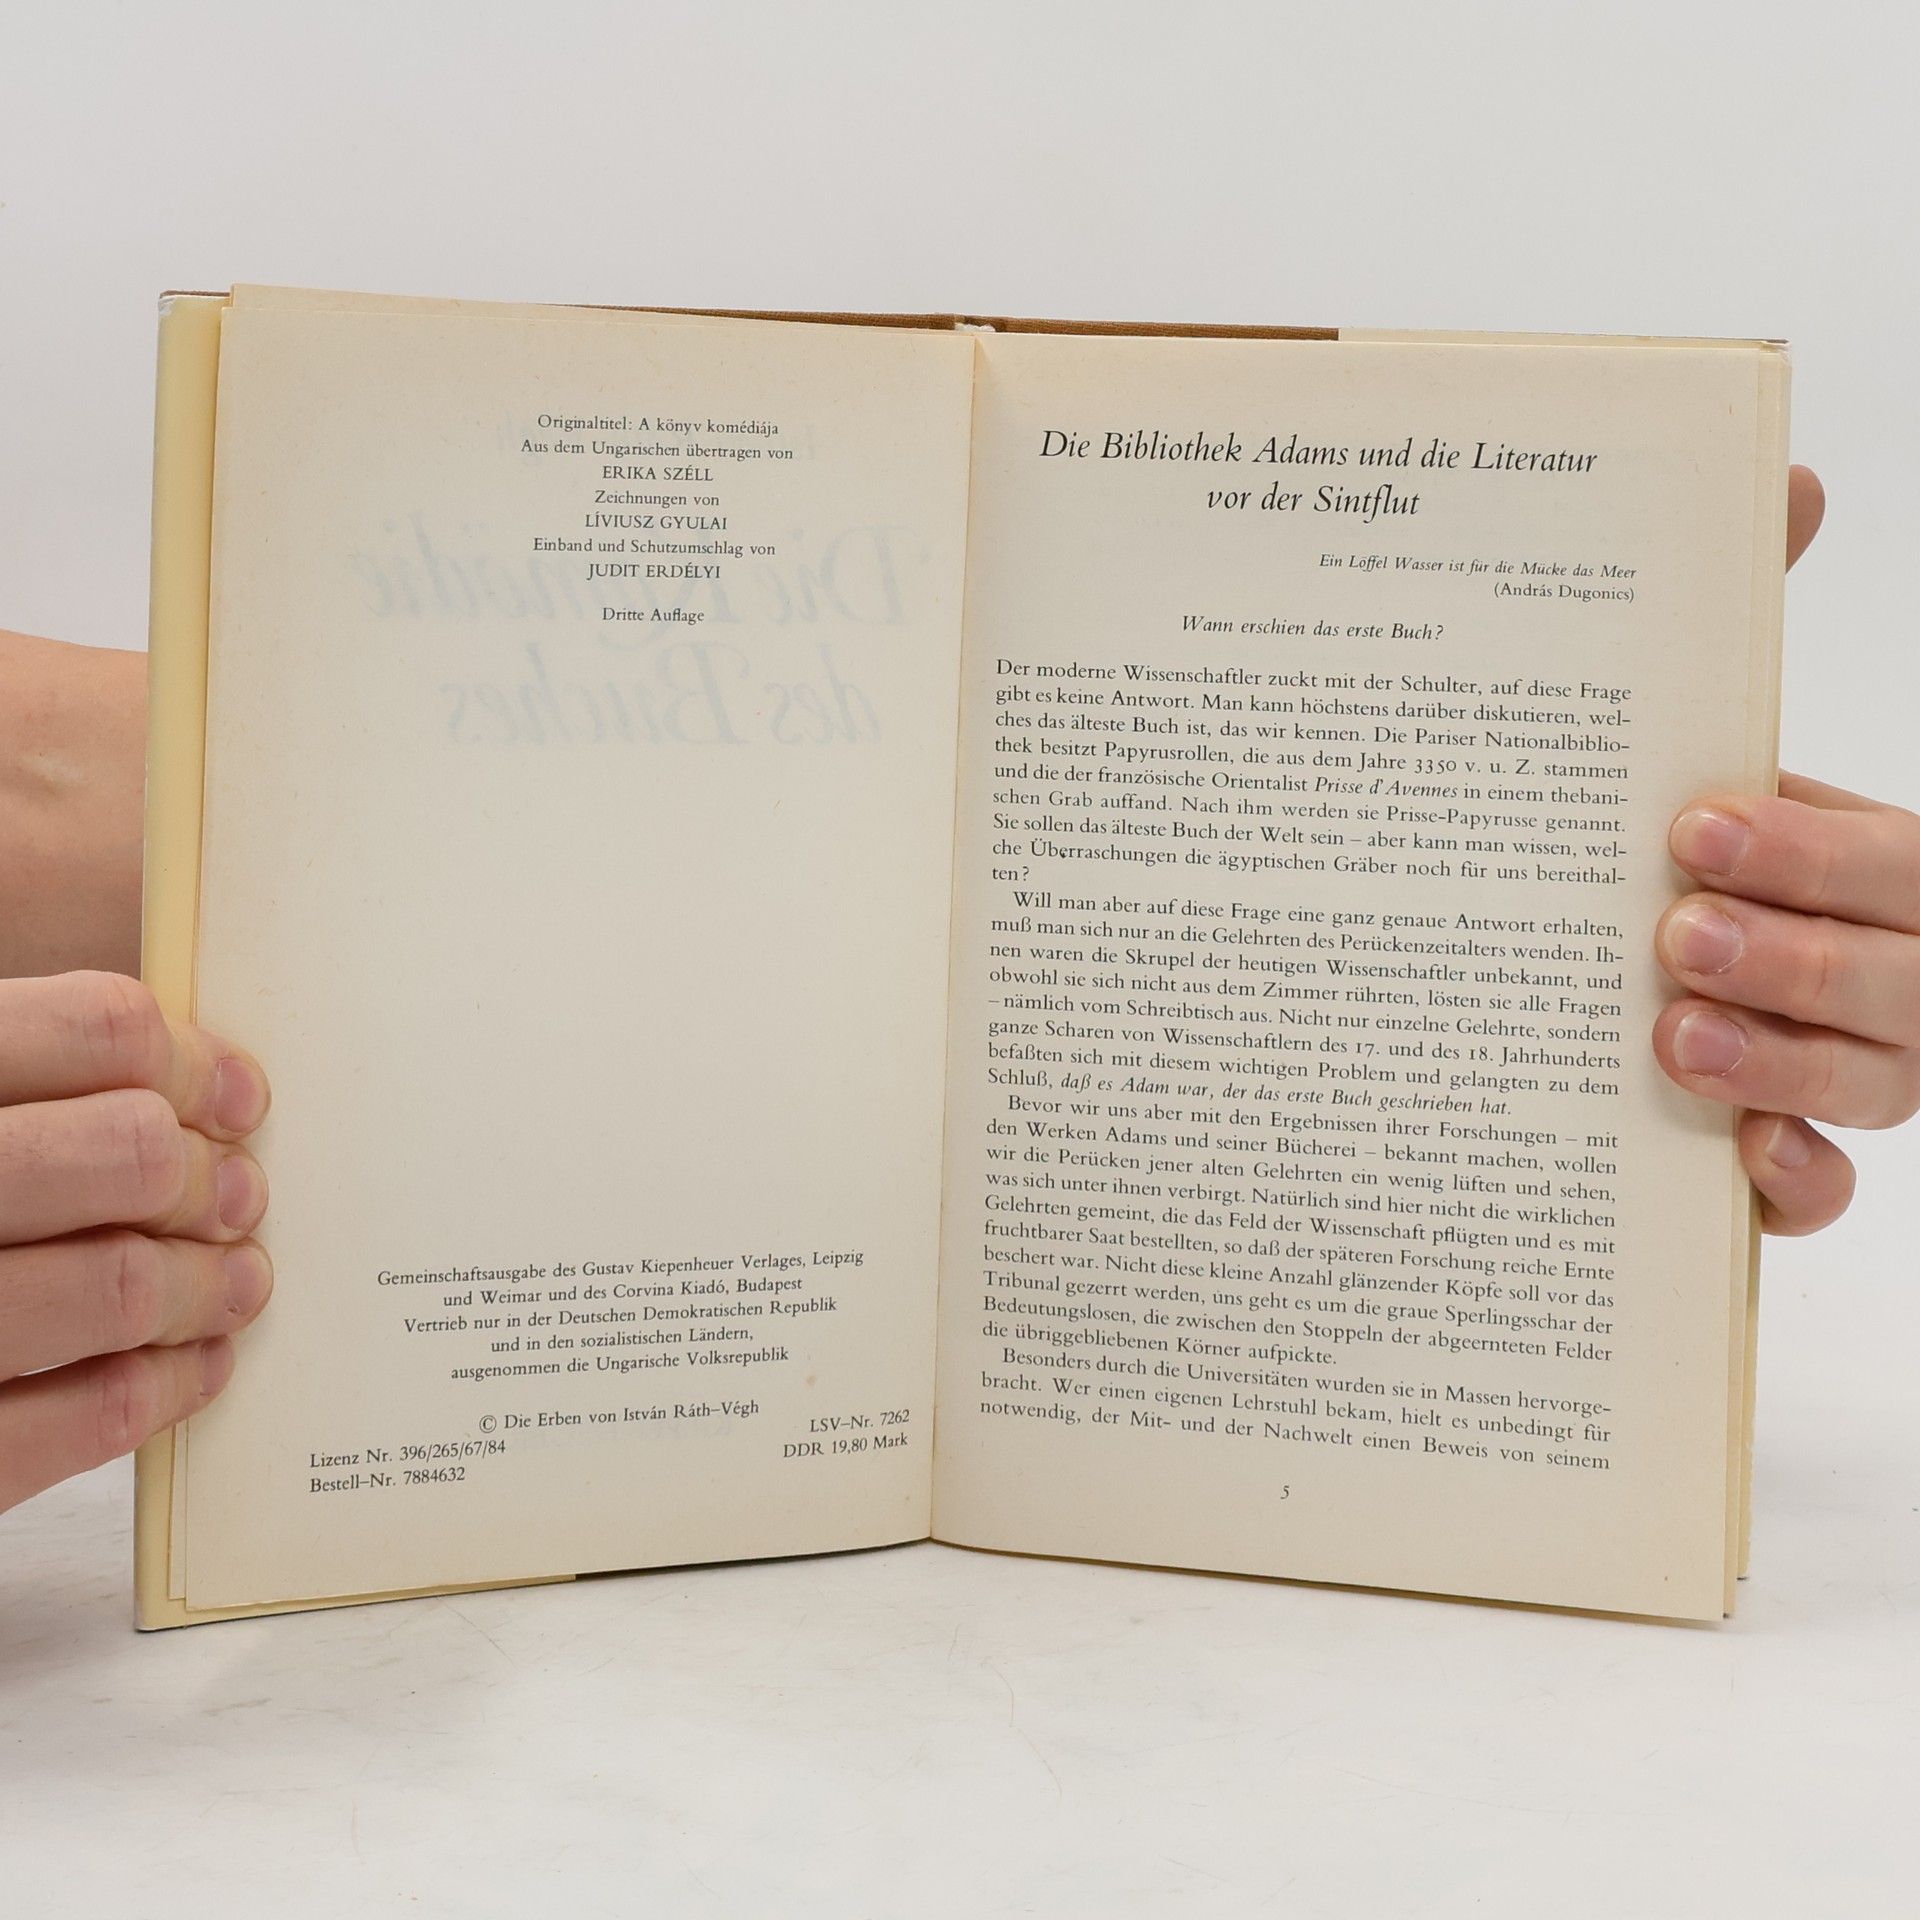 Originaltitel: A könyv komédiája
Aus dem Ungarischen übertragen von
ERIKA SZÉLL
Zeichnungen von
LÍVIUSZ GYULAI
Einband und Schutzumschlag von
JUDIT ERDÉLYI
Dritte Auflage
Gemeinschaftsausgabe des Gustav Kiepenheuer Verlages, Leipzig
und Weimar und des Corvina Kiadó, Budapest
Vertrieb nur in der Deutschen Demokratischen Republik
und in den sozialistischen Ländern,
ausgenommen die Ungarische Volksrepublik
© Die Erben von István Ráth–Végh
LSV–Nr. 7262
Lizenz Nr. 396/265/67/84
DDR 19,80 Mark
Bestell–Nr. 7884632
Die Bibliothek Adams und die Literatur
vor der Sintflut
Ein Löffel Wasser ist für die Mücke das Meer
(András Dugonics)
Wann erschien das erste Buch?
Der moderne Wissenschaftler zuckt mit der Schulter, auf diese Frage
gibt es keine Antwort. Man kann höchstens darüber diskutieren, wel-
ches das älteste Buch ist, das wir kennen. Die Pariser Nationalbiblio-
thek besitzt Papyrusrollen, die aus dem Jahre 3350 v. u. Z. stammen
und die der französische Orientalist Prisse d'Avennes in einem thebani-
schen Grab auffand. Nach ihm werden sie Prisse-Papyrusse genannt.
Sie sollen das älteste Buch der Welt sein – aber kann man wissen, wel-
che Überraschungen die ägyptischen Gräber noch für uns bereithal-
ten?
Will man aber auf diese Frage eine ganz genaue Antwort erhalten,
muß man sich nur an die Gelehrten des Perückenzeitalters wenden. Ih-
nen waren die Skrupel der heutigen Wissenschaftler unbekannt, und
obwohl sie sich nicht aus dem Zimmer rührten, lösten sie alle Fragen
– nämlich vom Schreibtisch aus. Nicht nur einzelne Gelehrte, sondern
ganze Scharen von Wissenschaftlern des 17. und des 18. Jahrhunderts
befaßten sich mit diesem wichtigen Problem und gelangten zu dem
Schluß, daß es Adam war, der das erste Buch geschrieben hat.
Bevor wir uns aber mit den Ergebnissen ihrer Forschungen – mit
den Werken Adams und seiner Bücherei – bekannt machen, wollen
wir die Perücken jener alten Gelehrten ein wenig lüften und sehen,
was sich unter ihnen verbirgt. Natürlich sind hier nicht die wirklichen
Gelehrten gemeint, die das Feld der Wissenschaft pflügten und es mit
fruchtbarer Saat bestellten, so daß der späteren Forschung reiche Ernte
beschert war. Nicht diese kleine Anzahl glänzender Köpfe soll vor das
Tribunal gezerrt werden, uns geht es um die graue Sperlingsschar der
Bedeutungslosen, die zwischen den Stoppeln der abgeernteten Felder
die übriggebliebenen Körner aufpickte.
Besonders durch die Universitäten wurden sie in Massen hervorge-
bracht. Wer einen eigenen Lehrstuhl bekam, hielt es unbedingt für
notwendig, der Mit- und der Nachwelt einen Beweis von seinem
5